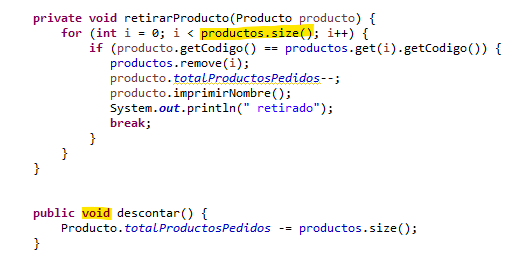 private void retirarProducto(Producto producto) {
for (int i = 0; i < productos.size(); i++) {
if (producto.getCodigo() == productos.get(i).getCodigo()) {
productos.remove(i);
producto.totalProductosPedidos--;
producto.imprimirNombre();
System.out.println(" retirado");
break;
}
}
}
public void descontar() {
Producto.totalProductosPedidos -= productos.size();
}